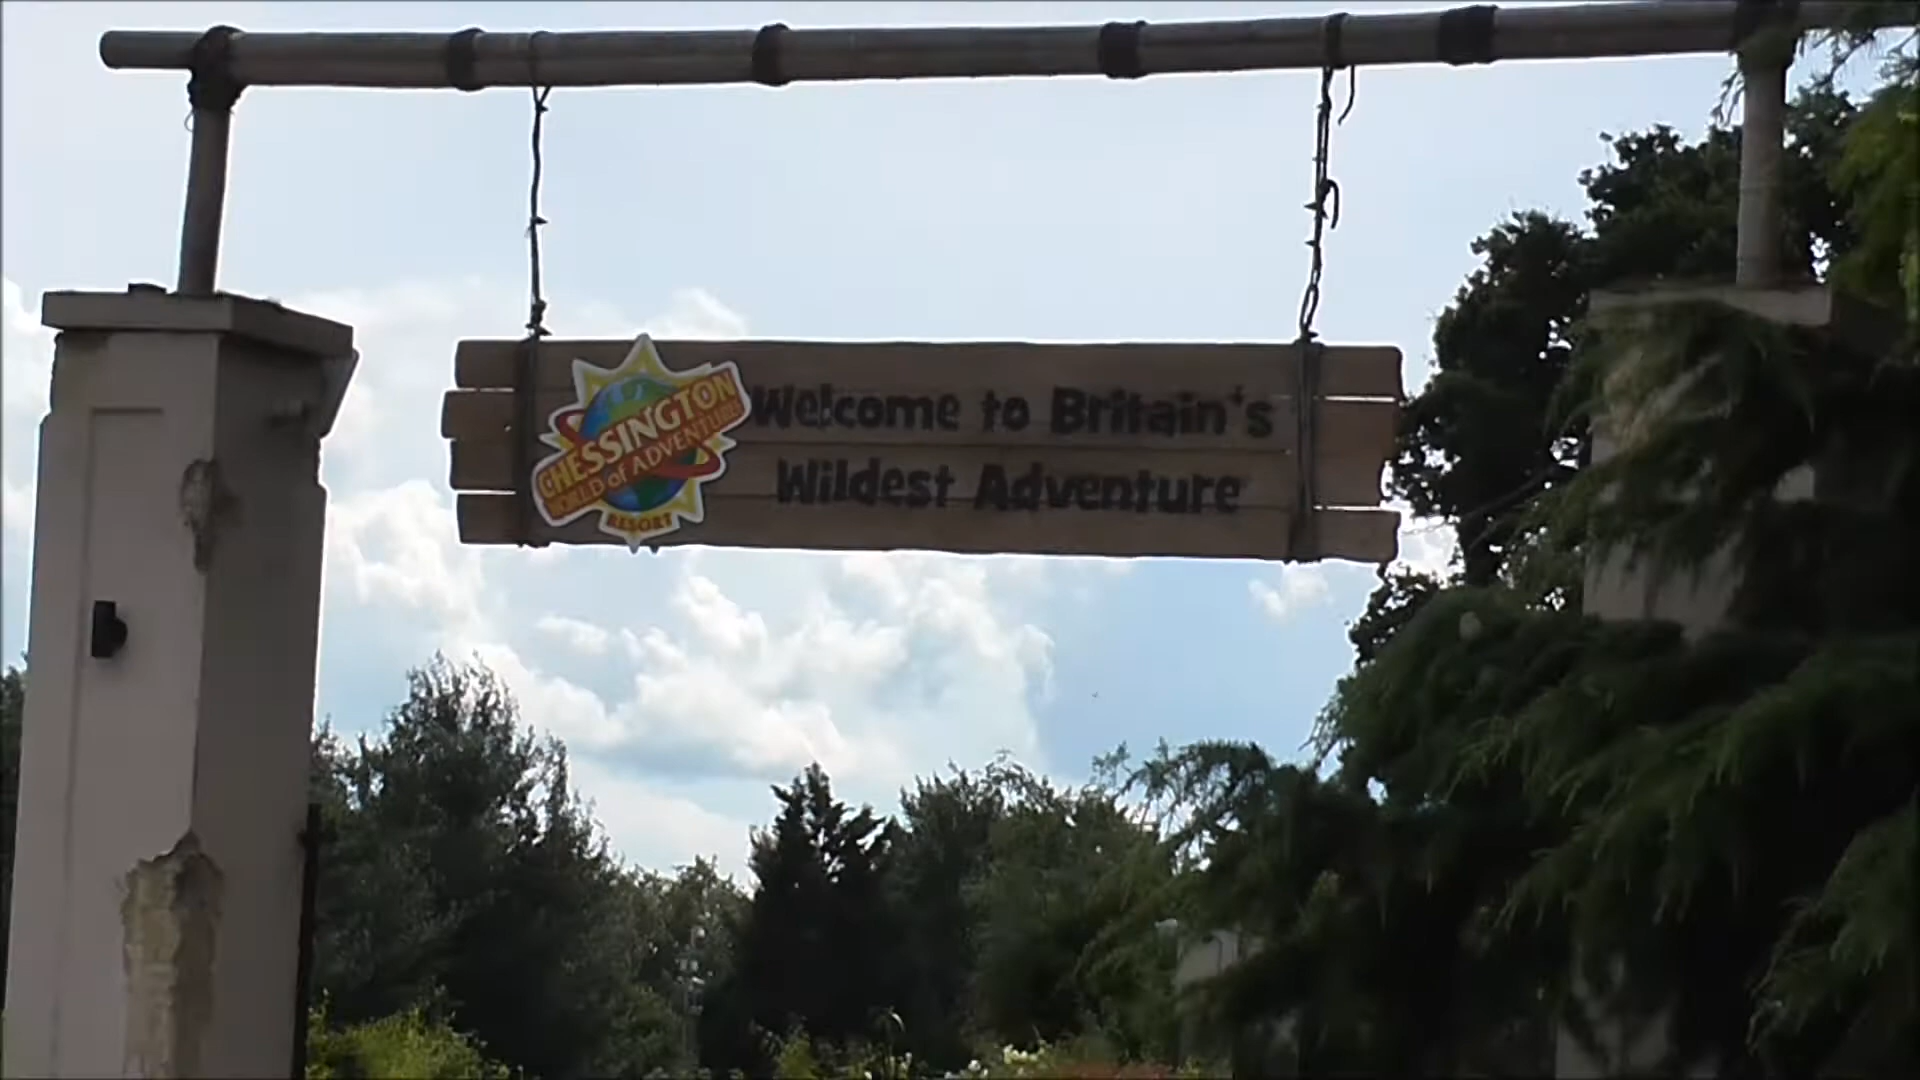 CHESSINGTON
WORLD of ADVENTURES
RESORT
Welcome to Britain's
Wildest Adventure